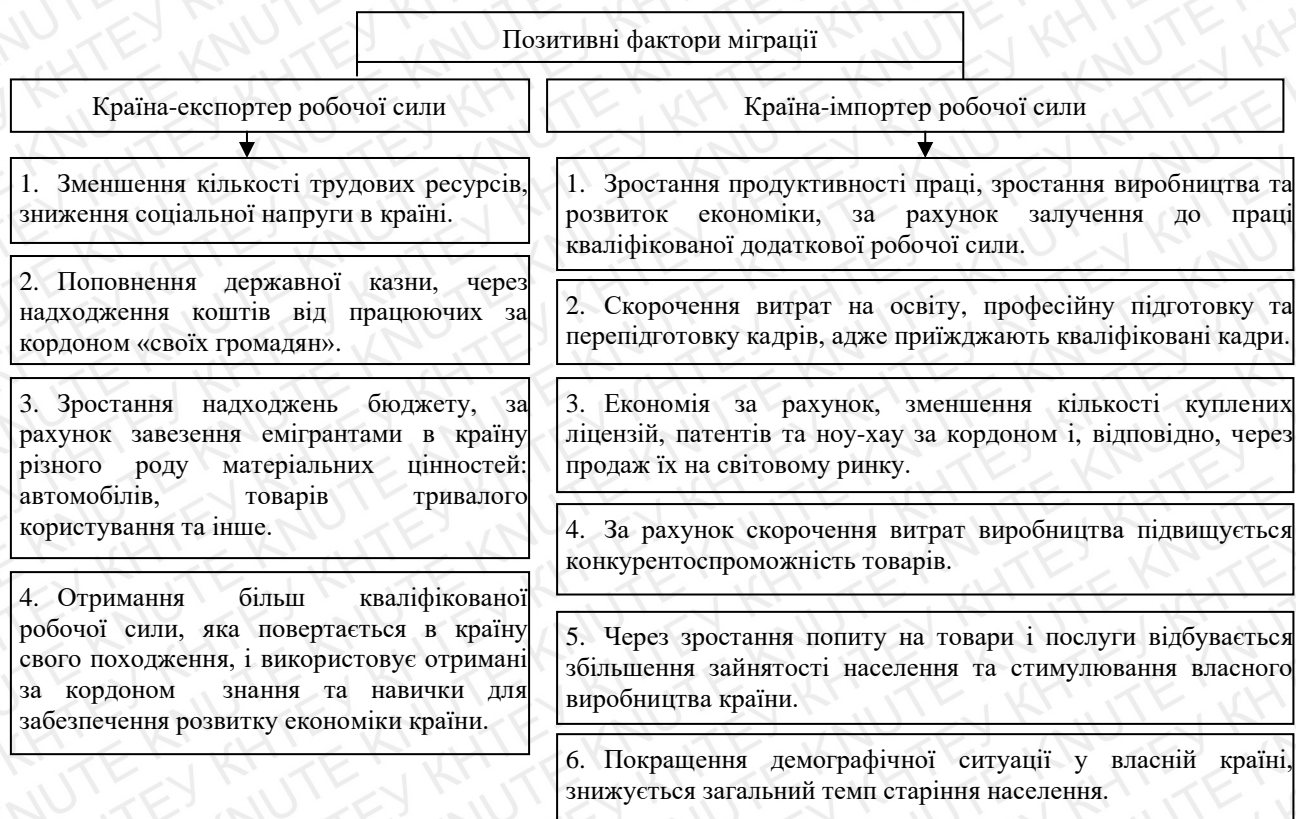 Позитивні фактори міграції
Країна-експортер робочої сили
1. Зменшення кількості трудових ресурсів,
зниження соціальної напруги в країні.
2. Поповнення державної казни, через
надходження коштів від працюючих за
кордоном «своїх громадян».
3. Зростання надходжень бюджету, за
рахунок завезення емігрантами в країну
різного роду матеріальних цінностей:
автомобілів, товарів тривалого
користування та інше.
4. Отримання більш кваліфікованої
робочої сили, яка повертається в країну
свого походження, і використовує отримані
за кордоном знання та навички для
забезпечення розвитку економіки країни.
Країна-імпортер робочої сили
1. Зростання продуктивності праці, зростання виробництва та
розвиток економіки, за рахунок залучення до праці
кваліфікованої додаткової робочої сили.
2. Скорочення витрат на освіту, професійну підготовку та
перепідготовку кадрів, адже приїжджають кваліфіковані кадри.
3. Економія за рахунок, зменшення кількості куплених
ліцензій, патентів та ноу-хау за кордоном і, відповідно, через
продаж їх на світовому ринку.
4. За рахунок скорочення витрат виробництва підвищується
конкурентоспроможність товарів.
5. Через зростання попиту на товари і послуги відбувається
збільшення зайнятості населення та стимулювання власного
виробництва країни.
6. Покращення демографічної ситуації у власній країні,
знижується загальний темп старіння населення.